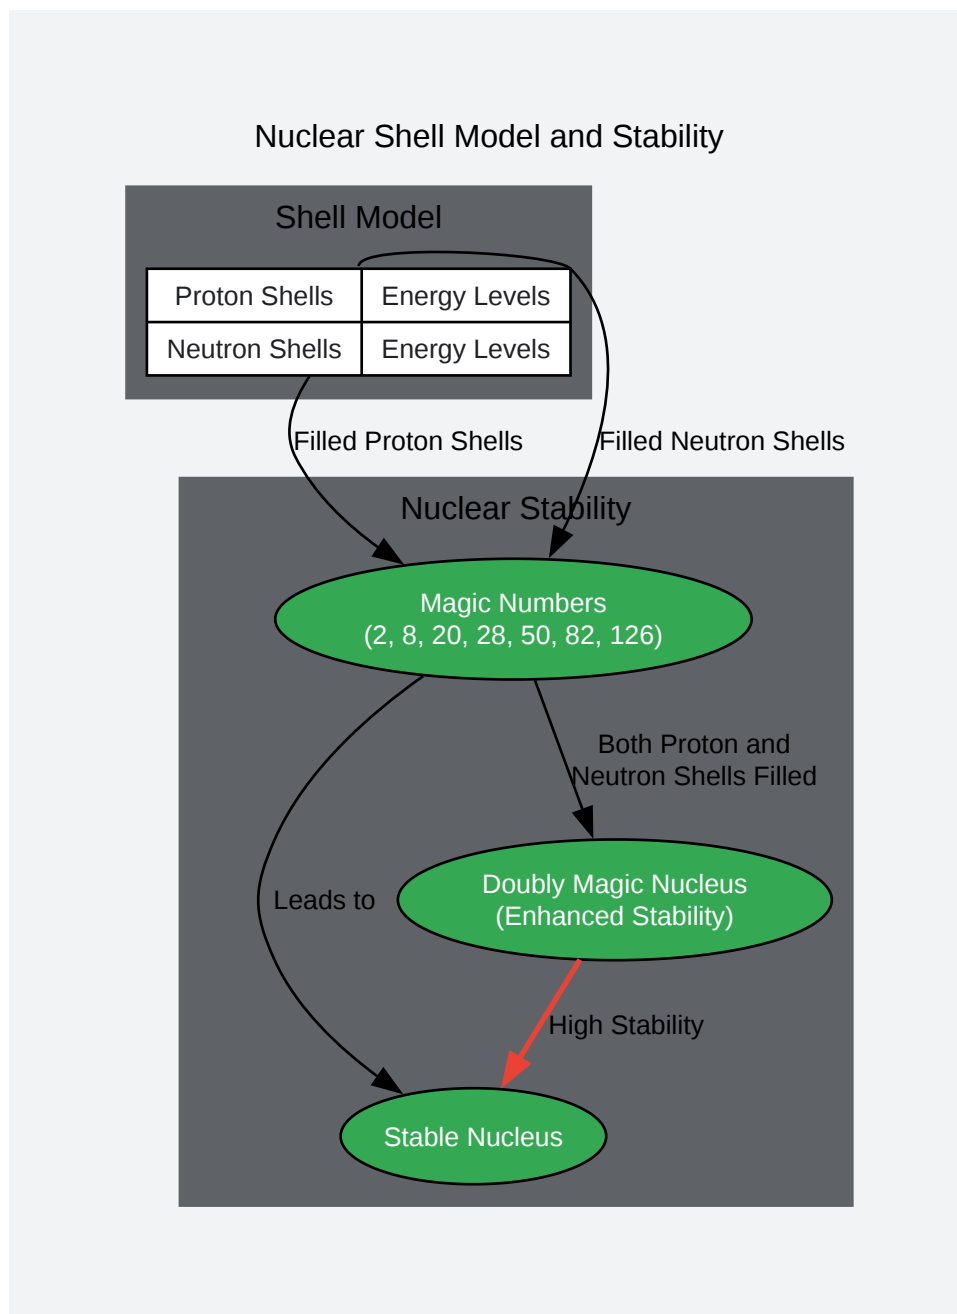 Nuclear Shell Model and Stability
Shell Model
Proton Shells
Energy Levels
Neutron Shells
Energy Levels
Filled Proton Shells
Filled Neutron Shells
Nuclear Stability
Magic Numbers
(2, 8, 20, 28, 50, 82, 126)
Both Proton and
Neutron Shells Filled
Leads to
Doubly Magic Nucleus
(Enhanced Stability)
High Stability
Stable Nucleus